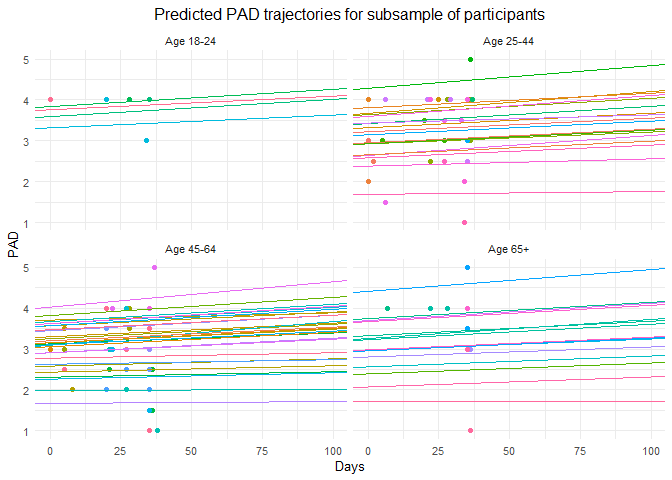 Predicted PAD trajectories for subsample of participants
Age 18-24
Age 25-44
5
4
3
2
1
Age 45-64
Age 65+
5
4
3
2
1
PAD
0 25 50 75 100
0 25 50 75 100
Days